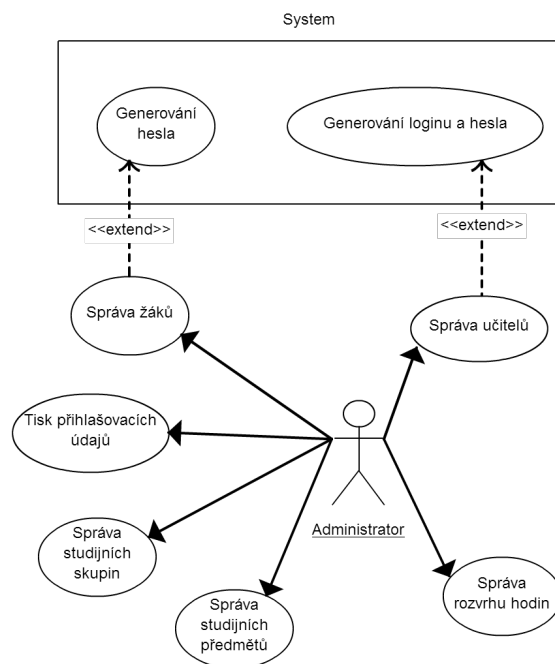 System
Generování
hesla
Generování loginu a hesla
<<extend>>
<<extend>>
Správa žáků
Správa učitelů
Tisk přihlašovacích
údajů
Administrator
Správa
studijních
skupin
Správa
rozvrhu hodin
Správa
studijních
předmětů